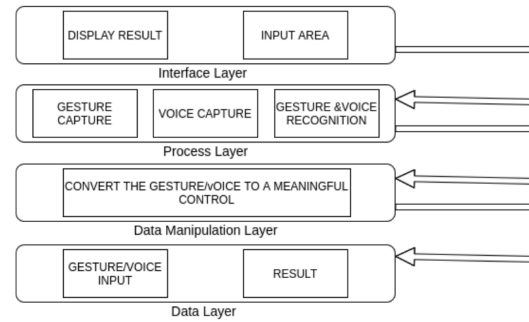 DISPLAY RESULT
INPUT AREA
Interface Layer
GESTURE
CAPTURE
VOICE CAPTURE
GESTURE &VOICE
RECOGNITION
Process Layer
CONVERT THE GESTURE/vOICE TO A MEANINGFUL
CONTROL
Data Manipulation Layer
GESTURE/VOICE
INPUT
RESULT
Data Layer